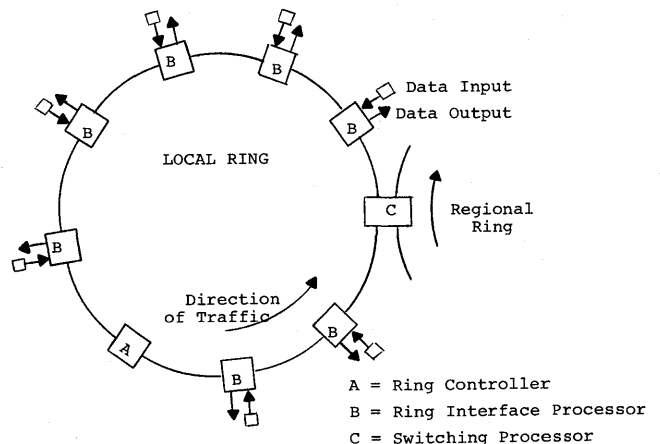 B
B
B
Data Input
Data Output
B
LOCAL RING
C
Regional
Ring
B
Direction
of Traffic
B
A
B
A = Ring Controller
B = Ring Interface Processor
C = Switching Processor